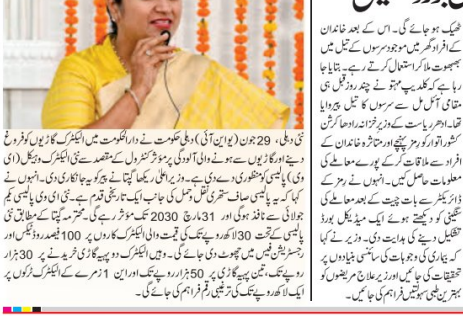 ٹھیک ہو جائے گی۔ اس کے بعد خاندان
کے افراد گھر میں موجود سرسوں کے تیل میں
بھبھوت ملا کر استعمال کرتے رہے۔ بتایا جا
رہا ہے کہ کلدیپ مہتو نے چند روز قبل ہی
مقامی آئل مل سے سرسوں کا تیل پیروایا
تھا۔ ادھر ریاست کے وزیر خزانہ رادھا کرشن
کشور اتوار کو رمز پہنچے اور متاثرہ خاندان کے
افراد سے ملاقات کر کے پورے معاملے کی
معلومات حاصل کیں۔ انہوں نے رمز کے
ڈائریکٹر سے بات چیت کے بعد معاملے کی
سنگینی کو دیکھتے ہوئے ایک میڈیکل بورڈ
تشکیل دینے کی ہدایت دی۔ وزیر نے کہا
کہ بیماری کی وجوہات کی سائنسی بنیادوں پر
تحقیقات کی جائیں اور زیر علاج مریضوں کو
بہترین طبی سہولتیں فراہم کی جائیں۔
نئی دہلی، 29 جون (یو این آئی) دہلی حکومت نے دارالحکومت میں الیکٹرک گاڑیوں کو فروغ
دینے اور گاڑیوں سے ہونے والی آلودگی پر مؤثر کنٹرول کے مقصد سے نئی الیکٹرک وہیکل (ای
وی) پالیسی کو منظوری دے دی ہے۔ وزیر اعلیٰ ریکھا گپتا نے پیر کو یہ جانکاری دی۔ انہوں نے
کہا کہ یہ پالیسی صاف ستھری نقل و حمل کی جانب ایک تاریخی قدم ہے۔ نئی ای وی پالیسی یکم
جولائی سے نافذ ہوگی اور 31 مارچ 2030 تک مؤثر رہے گی۔ محترمہ گپتا کے مطابق نئی
پالیسی کے تحت 30 لاکھ روپے تک کی قیمت والی الیکٹرک کاروں پر 100 فیصد روڈ ٹیکس اور
رجسٹریشن فیس میں چھوٹ دی جائے گی۔ وہیں الیکٹرک دو پہیہ گاڑی خریدنے پر 30 ہزار
روپے تک، تین پہیہ گاڑی پر 50 ہزار روپے تک اور این 1 زمرے کے الیکٹرک ٹرکوں پر
ایک لاکھ روپے تک کی ترغیبی رقم فراہم کی جائے گی۔